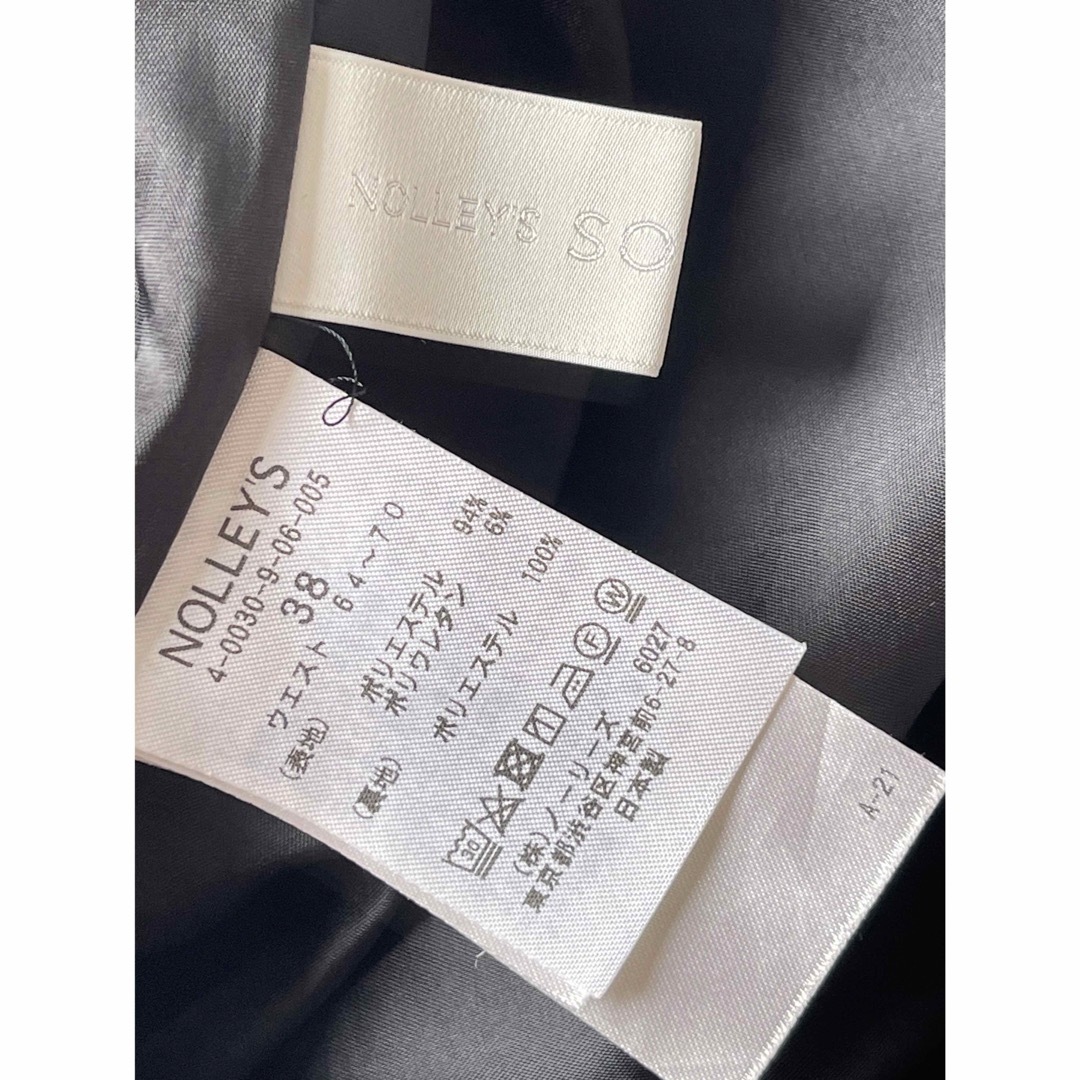 NOLLEY'S SO
NOLLEY'S
4-0030-9-06-005
38
ウエスト 64~70
(表地)
ポリエステル 94%
ポリウレタン 6%
(裏地)
ポリエステル 100%
30 F W
(株)ノーリーズ 6027
東京都渋谷区神宮前6-27-8
日本製
A-21